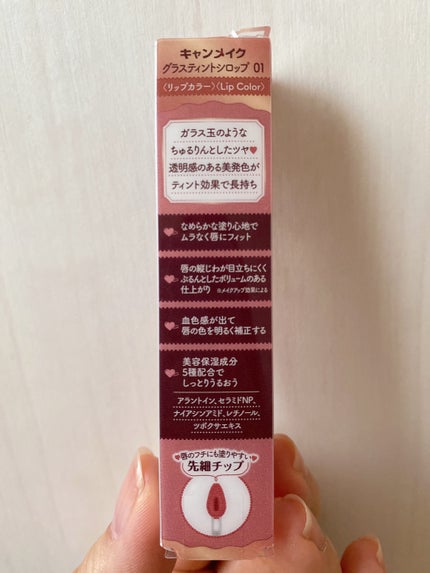 キャンメイク
グラスティントシロップ 01
〈リップカラー〉〈Lip Color〉
ガラス玉のような
ちゅるりんとしたツヤ♥
透明感のある美発色が
ティント効果で長持ち
なめらかな塗り心地で
ムラなく唇にフィット
唇の縦じわが目立ちにくく
ぷるんとしたボリュームのある
仕上がり ※メイクアップ効果による
血色感が出て
唇の色を明るく補正する
美容保湿成分
5種配合で
しっとりうるおう
アラントイン、セラミドNP、
ナイアシンアミド、レチノール、
ツボクサエキス
唇のフチにも塗りやすい
先細チップ